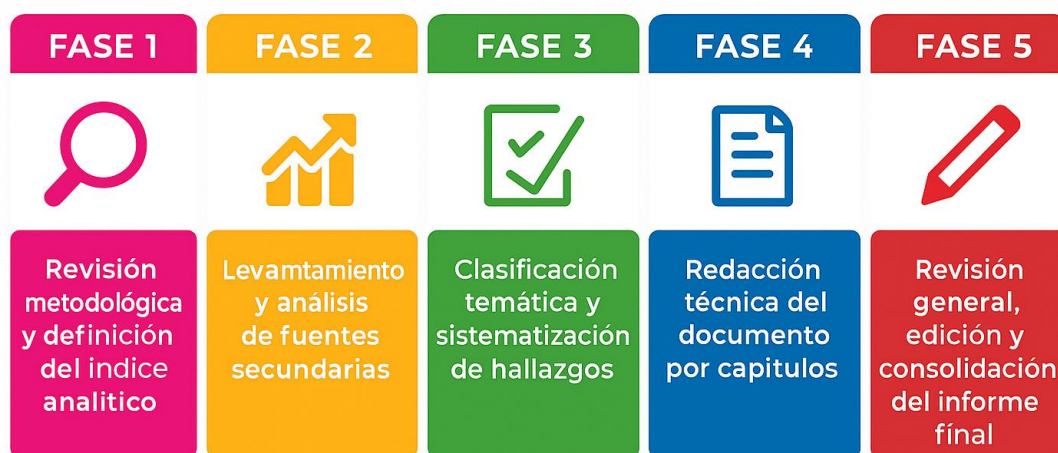 FASE 1
Revisión
metodológica
y definición
del indice
analitico
FASE 2
Levamtamiento
y análisis
de fuentes
secundarias
FASE 3
Clasificación
temática y
sistematización
de hallazgos
FASE 4
Redacción
técnica del
documento
por capitulos
FASE 5
Revisión
general,
edición y
consolidación
del informe
fínal